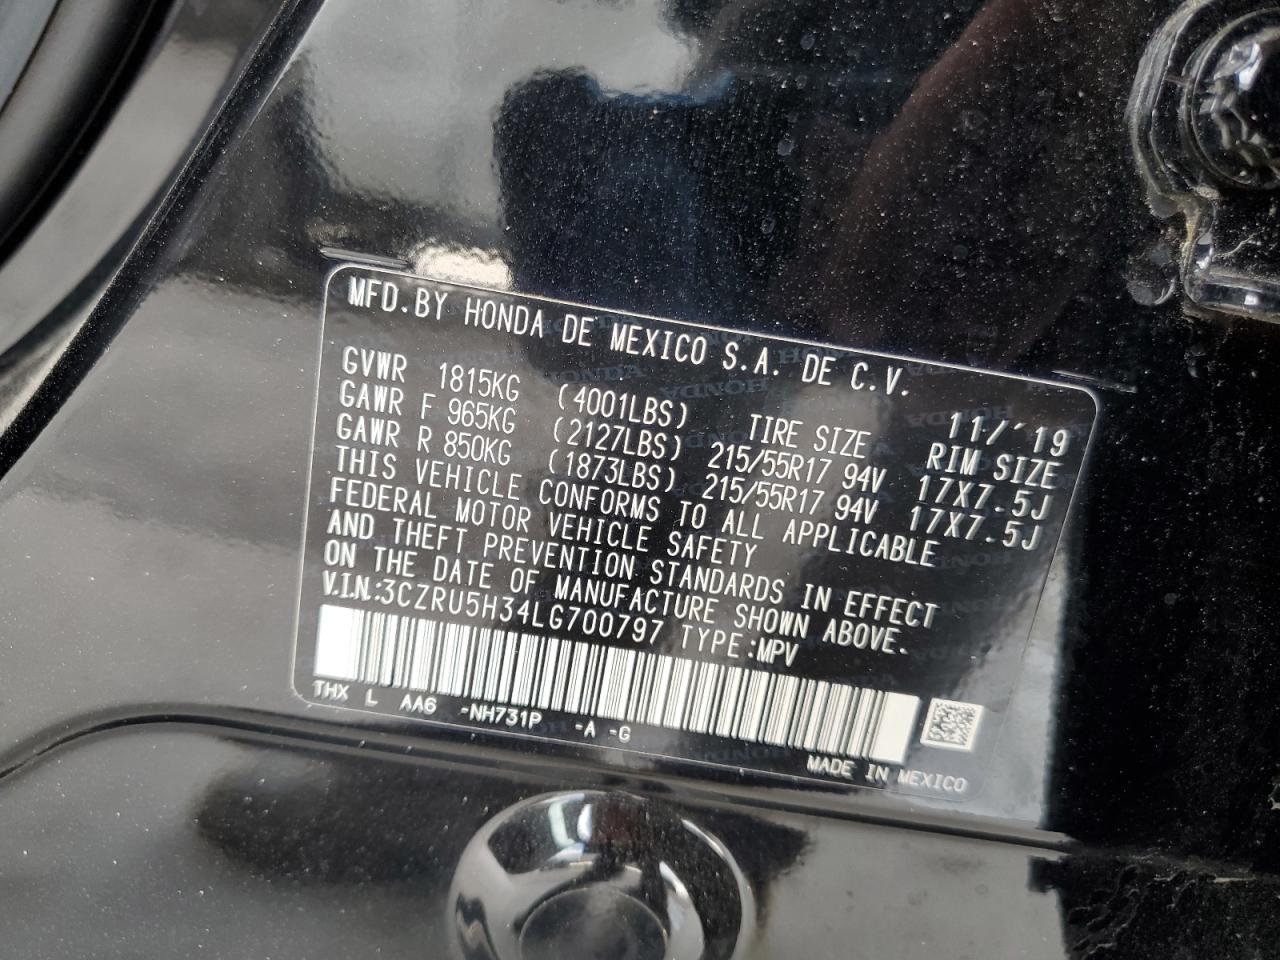 MFD.BY HONDA DE MEXICO S.A. DE C.V.
11/'19
GVWR 1815KG (4001LBS) TIRE SIZE RIM SIZE
GAWR F 965KG (2127LBS) 215/55R17 94V 17X7.5J
GAWR R 850KG (1873LBS) 215/55R17 94V 17X7.5J
THIS VEHICLE CONFORMS TO ALL APPLICABLE
FEDERAL MOTOR VEHICLE SAFETY
AND THEFT PREVENTION STANDARDS IN EFFECT
ON THE DATE OF MANUFACTURE SHOWN ABOVE.
V.I.N.:3CZRU5H34LG700797 TYPE:MPV
THX L AA6 -NH731P -A -G
MADE IN MEXICO